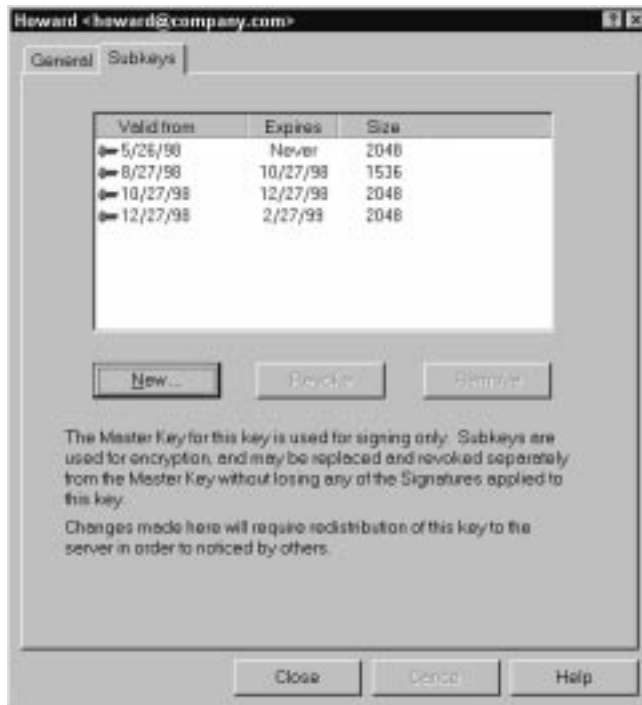 Howard <howard@company.com>
General Subkeys
Valid from Expires Size
5/26/98 Never 2048
8/27/98 10/27/98 1536
10/27/98 12/27/98 2048
12/27/98 2/27/99 2048
New... Revoke Remove
The Master Key for this key is used for signing only. Subkeys are
used for encryption, and may be replaced and revoked separately
from the Master Key without losing any of the Signatures applied to
this key.
Changes made here will require redistribution of this key to the
server in order to noticed by others.
Close Cancel Help